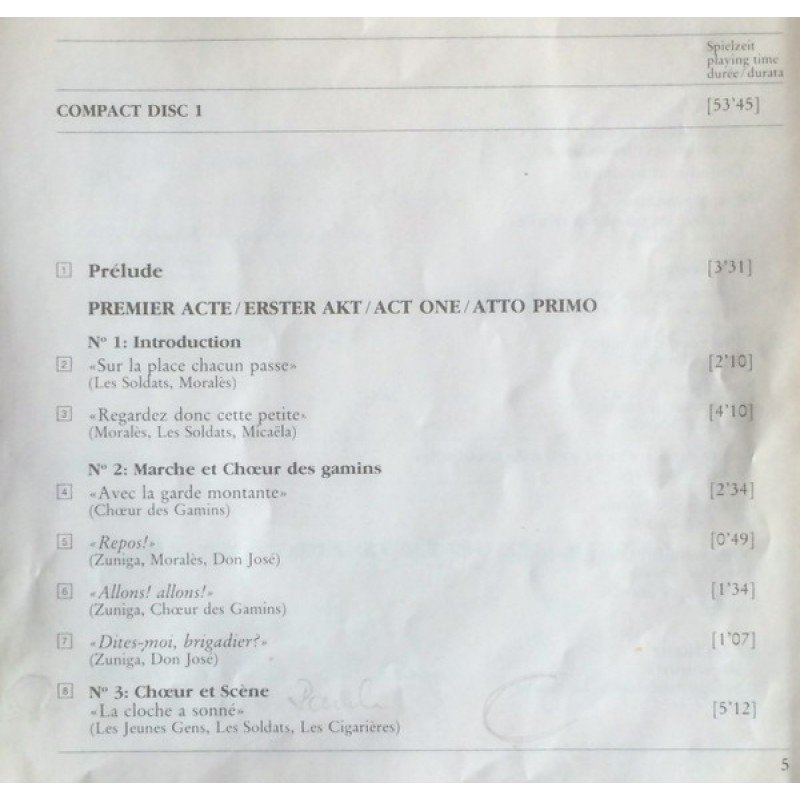 Spielzeit
playing time
durée/durata
COMPACT DISC 1 [53'45]
1 Prélude [3'31]
PREMIER ACTE/ERSTER AKT/ACT ONE/ATTO PRIMO
Nº 1: Introduction
2 «Sur la place chacun passe» [2'10]
(Les Soldats, Moralès)
3 «Regardez donc cette petite» [4'10]
(Moralès, Les Soldats, Micaëla)
Nº 2: Marche et Chœur des gamins
4 «Avec la garde montante» [2'34]
(Chœur des Gamins)
5 «Repos!» [0'49]
(Zuniga, Moralès, Don José)
6 «Allons! allons!» [1'34]
(Zuniga, Chœur des Gamins)
7 «Dites-moi, brigadier?» [1'07]
(Zuniga, Don José)
8 Nº 3: Chœur et Scène
«La cloche a sonné» [5'12]
(Les Jeunes Gens, Les Soldats, Les Cigarières)
5